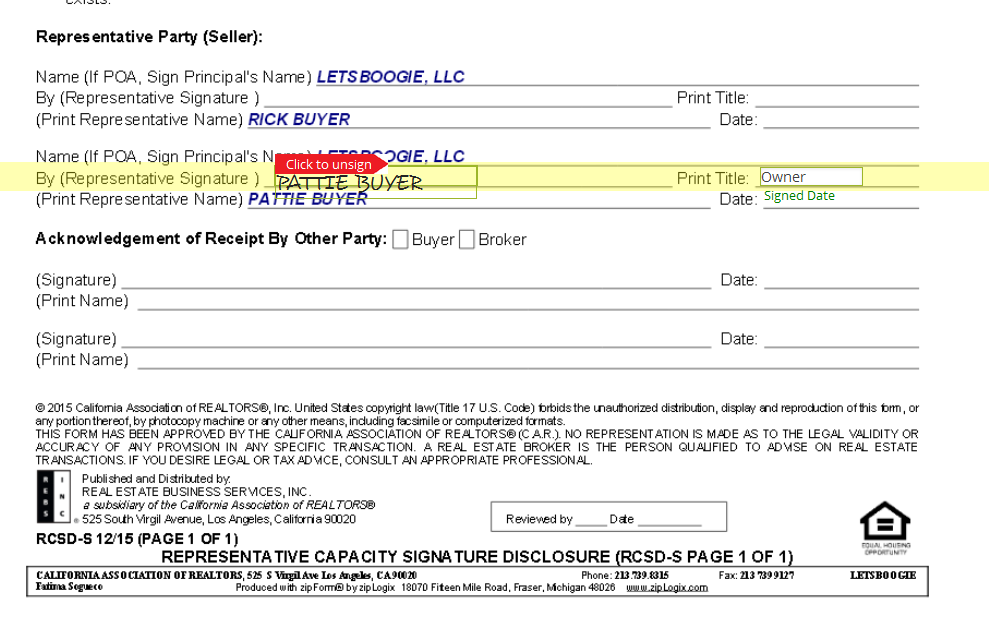 exists.
Representative Party (Seller):
Name (If POA, Sign Principal's Name) LETSBOOGIE, LLC
By (Representative Signature ) Print Title:
(Print Representative Name) RICK BUYER Date:
Name (If POA, Sign Principal's Name) LETSBOOGIE, LLC
Click to unsign
By (Representative Signature ) PATTIE BUYER Print Title: Owner
(Print Representative Name) PATTIE BUYER Date: Signed Date
Acknowledgement of Receipt By Other Party: Buyer Broker
(Signature) Date:
(Print Name)
(Signature) Date:
(Print Name)
© 2015 California Association of REALTORS®, Inc. United States copyright law (Title 17 U.S. Code) forbids the unauthorized distribution, display and reproduction of this form, or
any portion thereof, by photocopy machine or any other means, including facsimile or computerized formats.
THIS FORM HAS BEEN APPROVED BY THE CALIFORNIA ASSOCIATION OF REALTORS® (C.A.R.). NO REPRESENTATION IS MADE AS TO THE LEGAL VALIDITY OR
ACCURACY OF ANY PROVISION IN ANY SPECIFIC TRANSACTION. A REAL ESTATE BROKER IS THE PERSON QUALIFIED TO ADVISE ON REAL ESTATE
TRANSACTIONS. IF YOU DESIRE LEGAL OR TAX ADVICE, CONSULT AN APPROPRIATE PROFESSIONAL.
R I
E N
B S
S C ®
Published and Distributed by:
REAL ESTATE BUSINESS SERVICES, INC.
a subsidiary of the California Association of REALTORS®
525 South Virgil Avenue, Los Angeles, California 90020
Reviewed by Date
EQUAL HOUSING
OPPORTUNITY
RCSD-S 12/15 (PAGE 1 OF 1)
REPRESENTATIVE CAPACITY SIGNATURE DISCLOSURE (RCSD-S PAGE 1 OF 1)
CALIFORNIA ASSOCIATION OF REALTORS, 525 S Virgil Ave Los Angeles, CA 90020 Phone: 213.739.8315 Fax: 213 739 9127 LETSBOOGIE
Fatima Sogueco Produced with zipForm® by zipLogix 18070 Fifteen Mile Road, Fraser, Michigan 48026 www.zipLogix.com